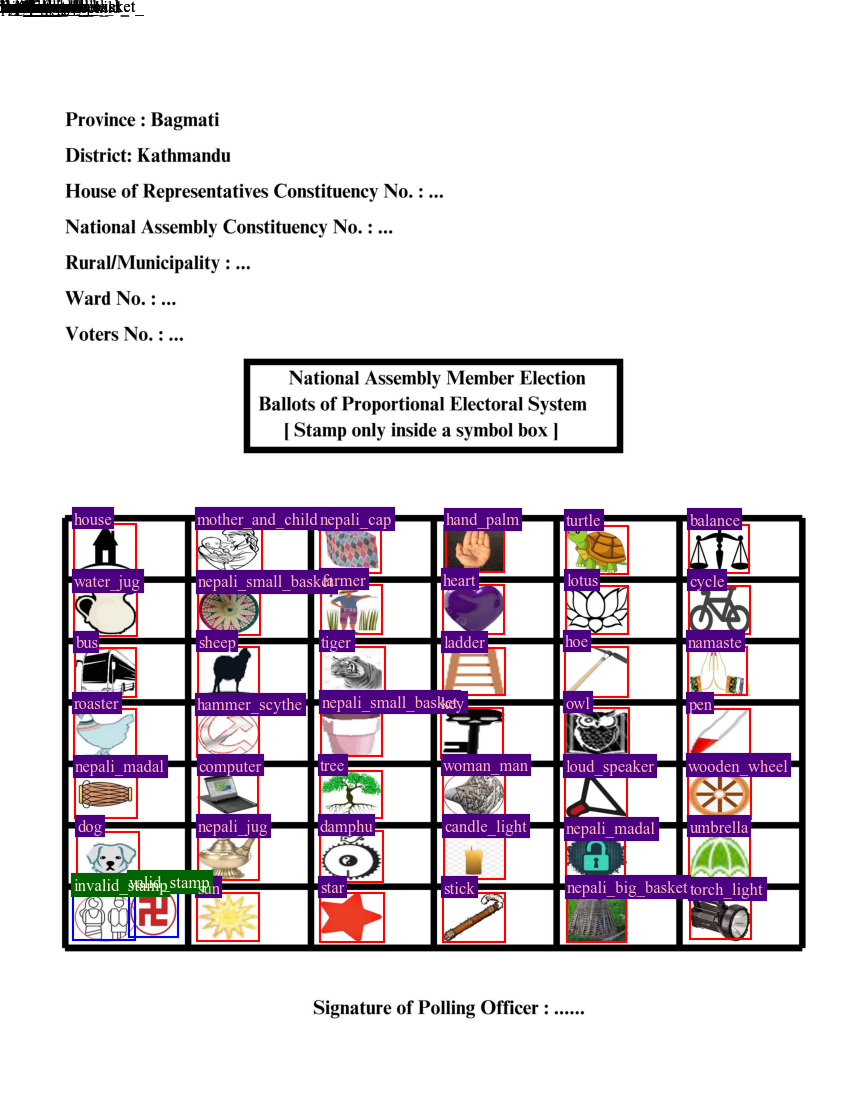 Province : Bagmati
District: Kathmandu
House of Representatives Constituency No. : ...
National Assembly Constituency No. : ...
Rural/Municipality : ...
Ward No. : ...
Voters No. : ...
National Assembly Member Election
Ballots of Proportional Electoral System
[ Stamp only inside a symbol box ]
house mother_and_child nepali_cap hand_palm turtle balance
water_jug nepali_small_basket farmer heart lotus cycle
bus sheep tiger ladder hoe namaste
roaster hammer_scythe nepali_small_basket key owl pen
nepali_madal computer tree woman_man loud_speaker wooden_wheel
dog nepali_jug damphu candle_light nepali_madal umbrella
invalid_stamp valid_stamp sun star stick nepali_big_basket torch_light
Signature of Polling Officer : ......